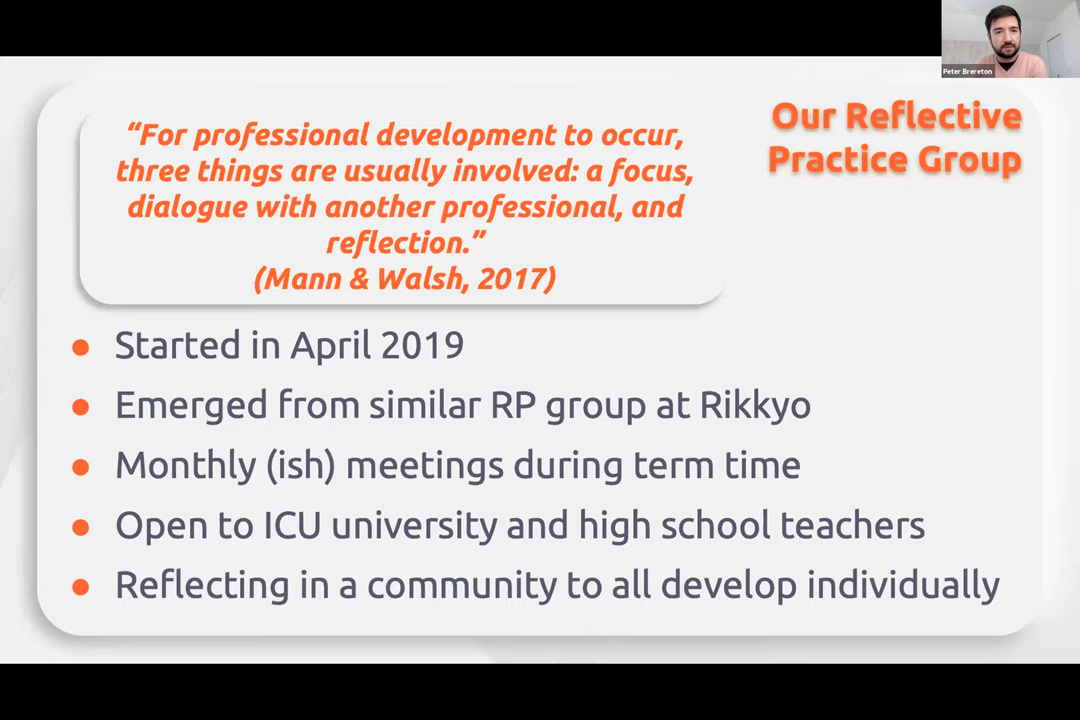 Peter Brereton
Our Reflective
Practice Group
“For professional development to occur,
three things are usually involved: a focus,
dialogue with another professional, and
reflection.”
(Mann & Walsh, 2017)
● Started in April 2019
● Emerged from similar RP group at Rikkyo
● Monthly (ish) meetings during term time
● Open to ICU university and high school teachers
● Reflecting in a community to all develop individually